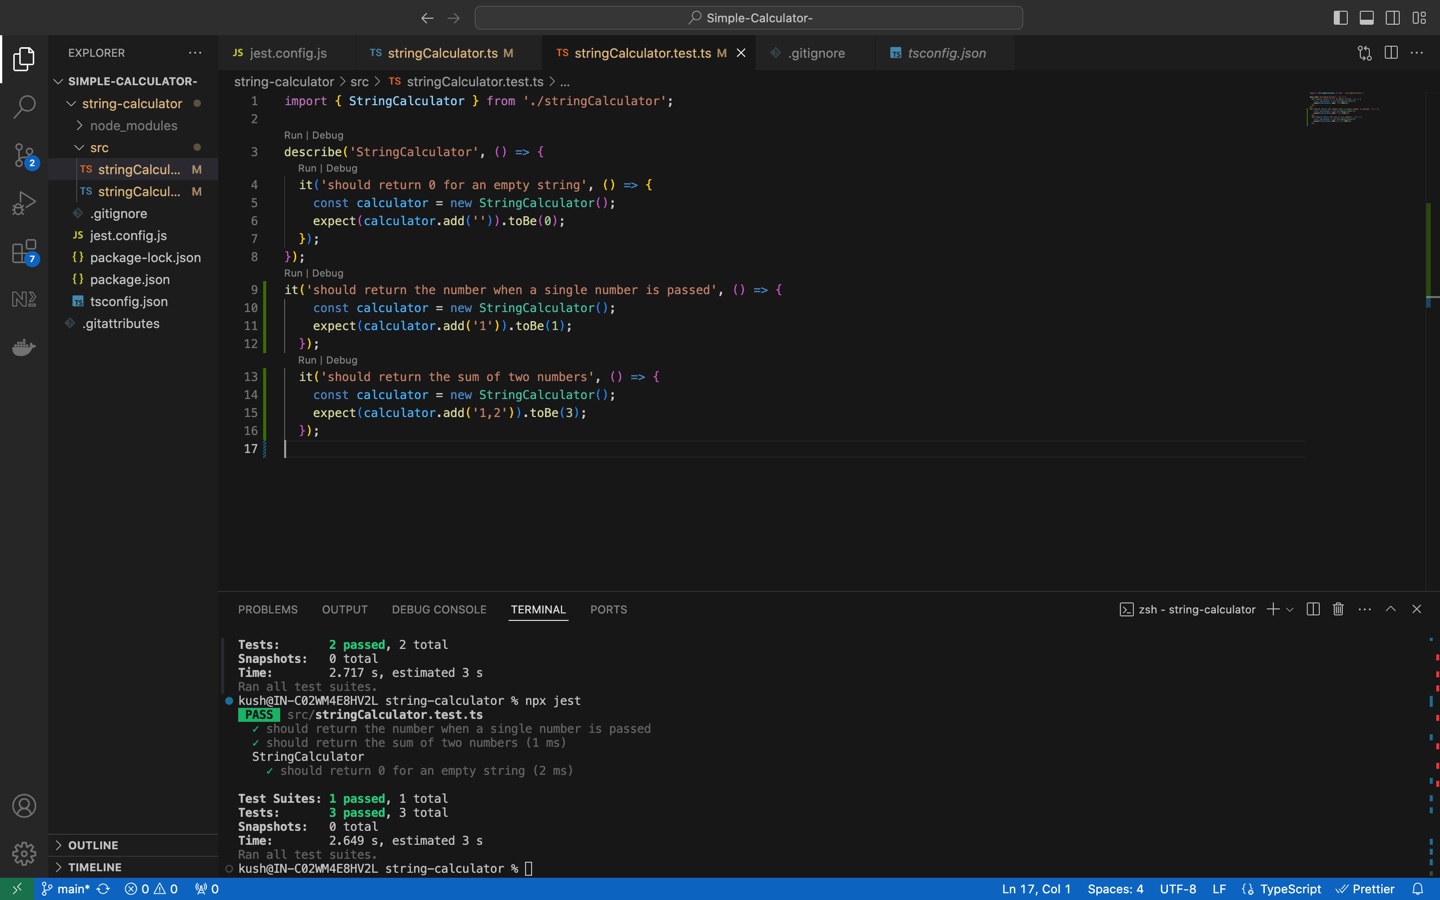 Simple-Calculator-
EXPLORER
SIMPLE-CALCULATOR-
string-calculator
node_modules
src
TS stringCalcul... M
TS stringCalcul... M
.gitignore
JS jest.config.js
{} package-lock.json
{} package.json
TS tsconfig.json
.gitattributes
OUTLINE
TIMELINE
2
7
JS jest.config.js
TS stringCalculator.ts M
TS stringCalculator.test.ts M
.gitignore
TS tsconfig.json
string-calculator > src > TS stringCalculator.test.ts > ...
1 import { StringCalculator } from './stringCalculator';
2
Run | Debug
3 describe('StringCalculator', () => {
Run | Debug
4 it('should return 0 for an empty string', () => {
5 const calculator = new StringCalculator();
6 expect(calculator.add('')).toBe(0);
7 });
8 });
Run | Debug
9 it('should return the number when a single number is passed', () => {
10 const calculator = new StringCalculator();
11 expect(calculator.add('1')).toBe(1);
12 });
Run | Debug
13 it('should return the sum of two numbers', () => {
14 const calculator = new StringCalculator();
15 expect(calculator.add('1,2')).toBe(3);
16 });
17
PROBLEMS OUTPUT DEBUG CONSOLE TERMINAL PORTS
zsh - string-calculator
Tests: 2 passed, 2 total
Snapshots: 0 total
Time: 2.717 s, estimated 3 s
Ran all test suites.
kush@IN-C02WM4E8HV2L string-calculator % npx jest
PASS src/stringCalculator.test.ts
✓ should return the number when a single number is passed
✓ should return the sum of two numbers (1 ms)
StringCalculator
✓ should return 0 for an empty string (2 ms)
Test Suites: 1 passed, 1 total
Tests: 3 passed, 3 total
Snapshots: 0 total
Time: 2.649 s, estimated 3 s
Ran all test suites.
kush@IN-C02WM4E8HV2L string-calculator %
main* 0 0 0 Ln 17, Col 1 Spaces: 4 UTF-8 LF {} TypeScript Prettier